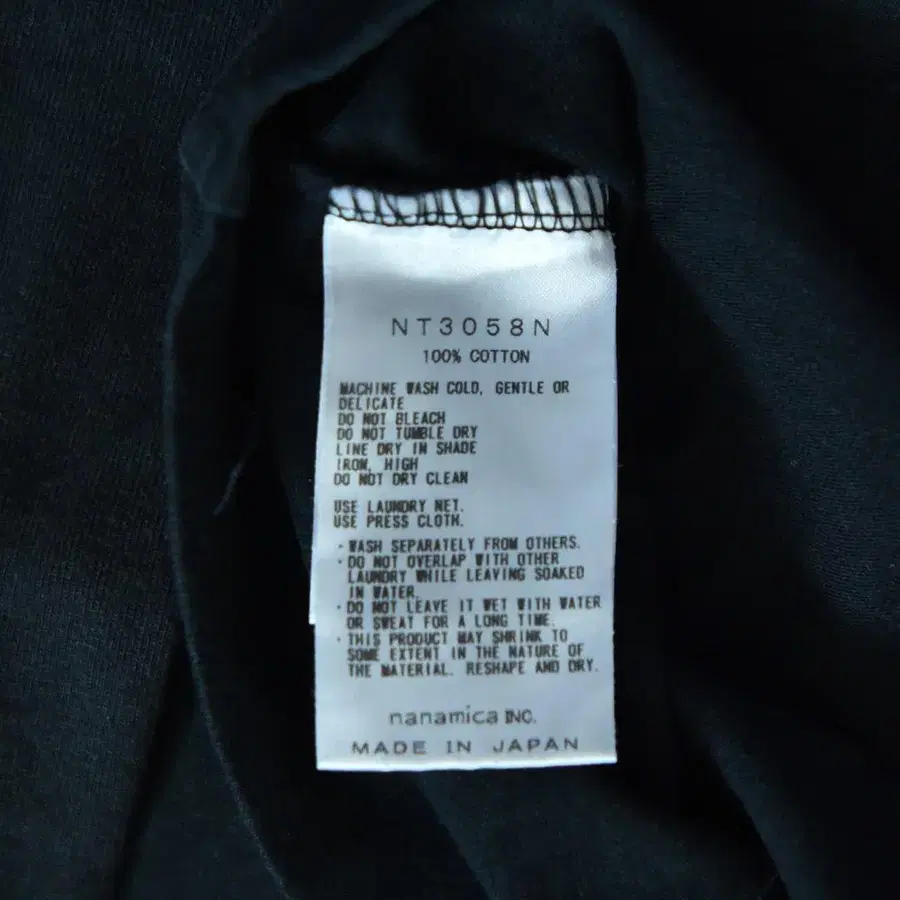 NT3058N
100% COTTON
MACHINE WASH COLD, GENTLE OR
DELICATE
DO NOT BLEACH
DO NOT TUMBLE DRY
LINE DRY IN SHADE
IRON, HIGH
DO NOT DRY CLEAN
USE LAUNDRY NET.
USE PRESS CLOTH.
・WASH SEPARATELY FROM OTHERS.
・DO NOT OVERLAP WITH OTHER
LAUNDRY WHILE LEAVING SOAKED
IN WATER.
・DO NOT LEAVE IT WET WITH WATER
OR SWEAT FOR A LONG TIME.
・THIS PRODUCT MAY SHRINK TO
SOME EXTENT IN THE NATURE OF
THE MATERIAL. RESHAPE AND DRY.
nanamica INC.
MADE IN JAPAN